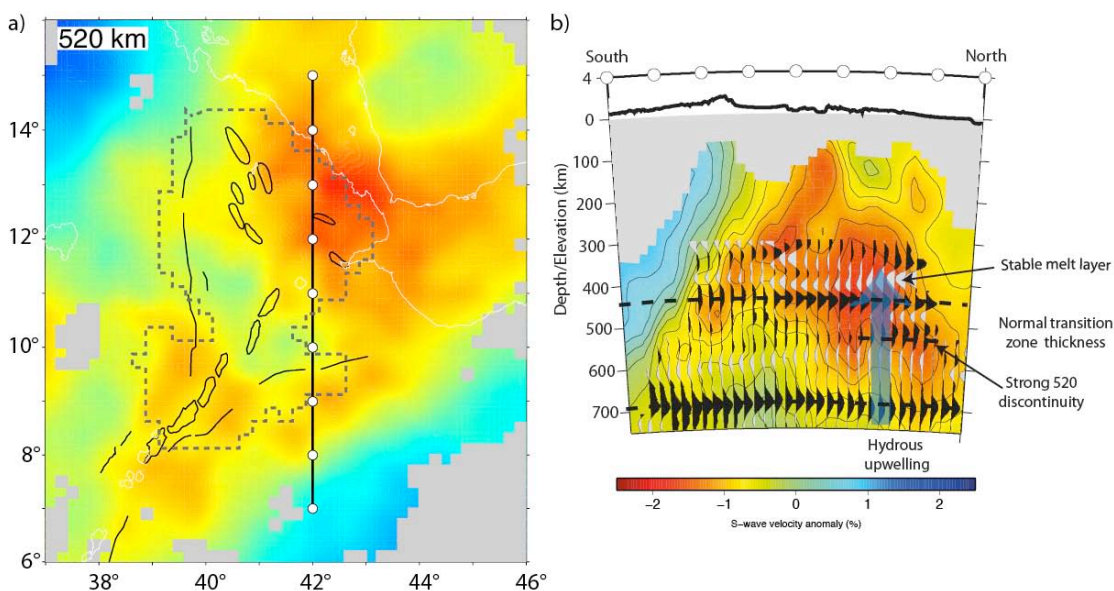 a)
520 km
14°
12°
10°
8°
6°
38°
40°
42°
44°
46°
b)
South
North
4
0
100
200
300
400
500
600
700
Depth/Elevation (km)
Stable melt layer
Normal transition
zone thickness
Strong 520
discontinuity
Hydrous
upwelling
−2
−1
0
1
2
S−wave velocity anomaly (%)